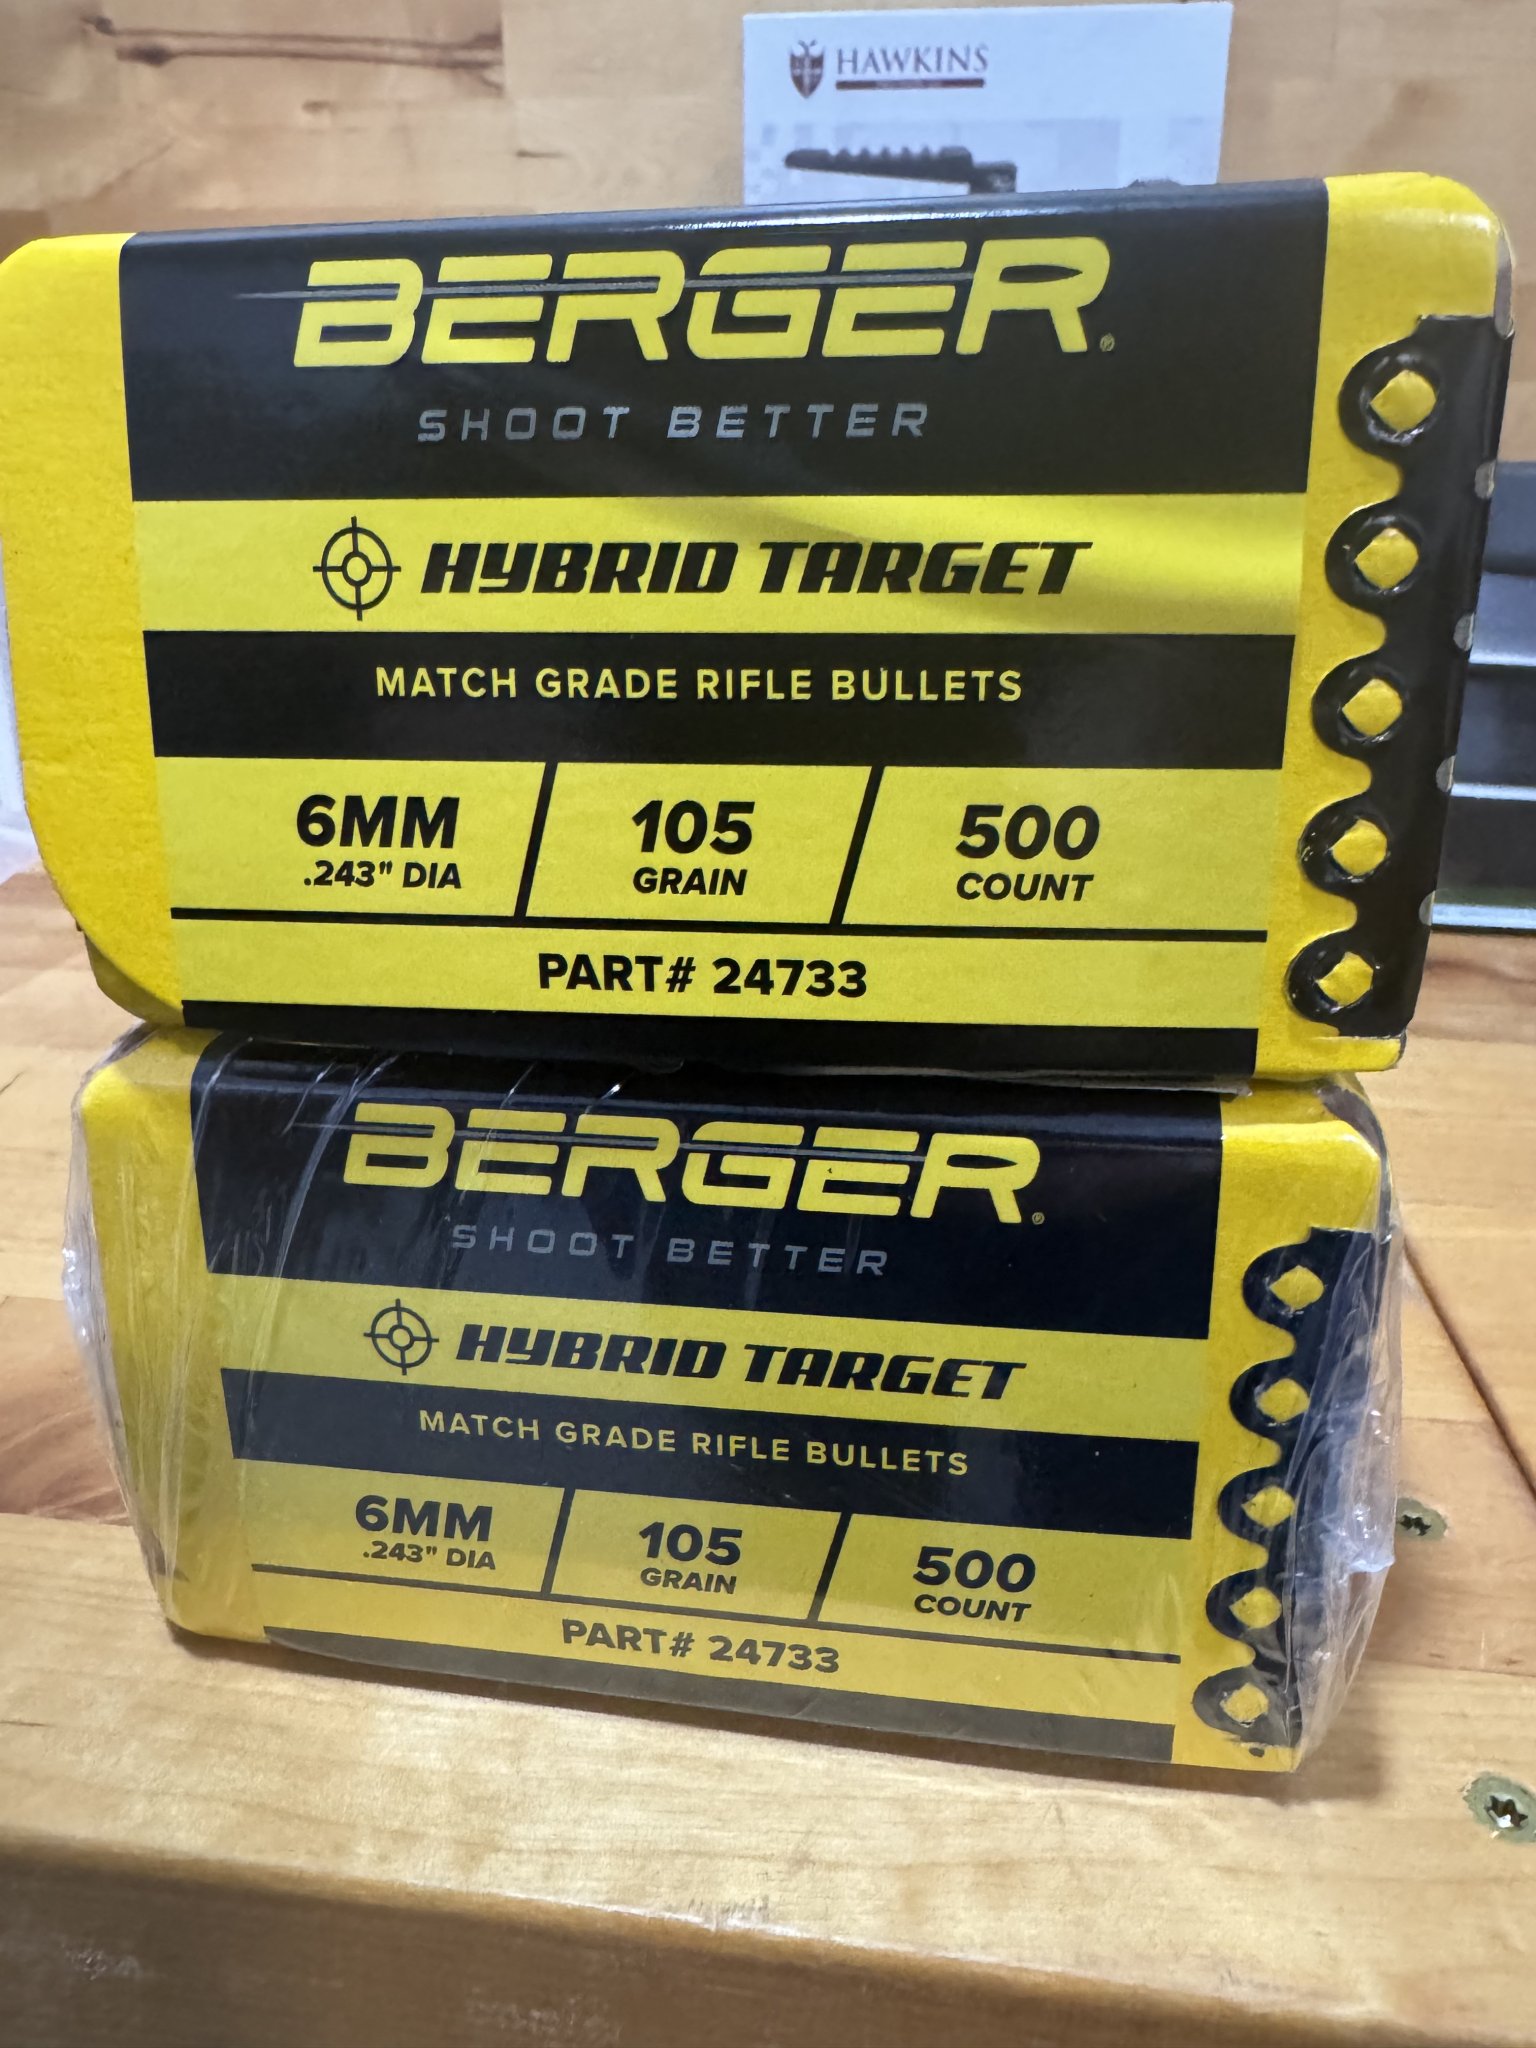 HAWKINS
BERGER®
SHOOT BETTER
HYBRID TARGET
MATCH GRADE RIFLE BULLETS
6MM
.243" DIA
105
GRAIN
500
COUNT
PART# 24733
BERGER®
SHOOT BETTER
HYBRID TARGET
MATCH GRADE RIFLE BULLETS
6MM
.243" DIA
105
GRAIN
500
COUNT
PART# 24733